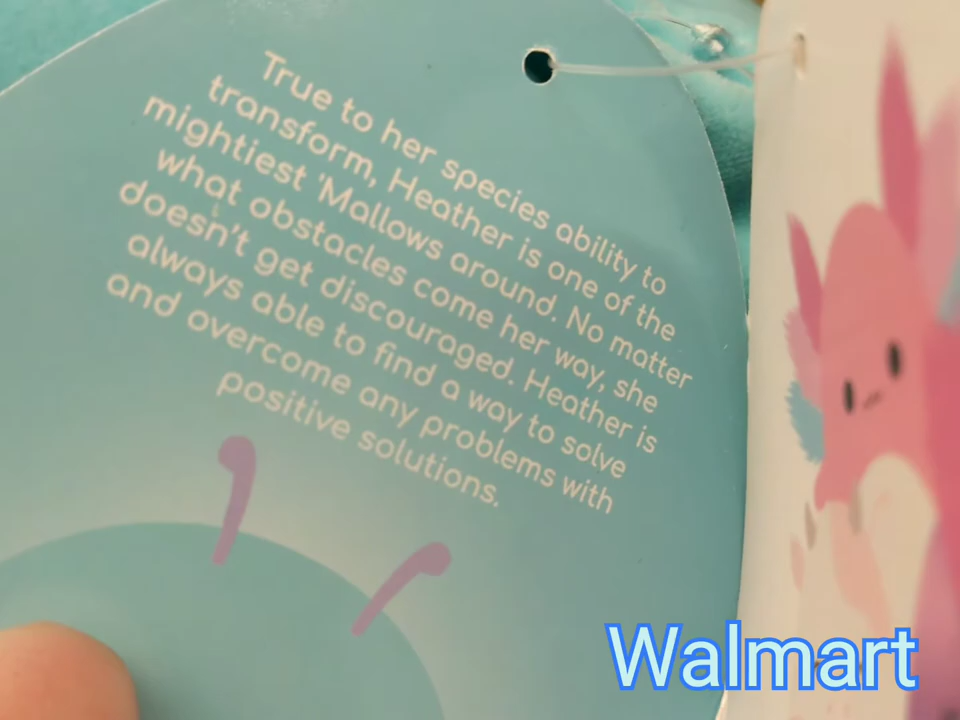 True to her species ability to
transform, Heather is one of the
mightiest 'Mallows around. No matter
what obstacles come her way, she
doesn't get discouraged. Heather is
always able to find a way to solve
and overcome any problems with
positive solutions.
Walmart